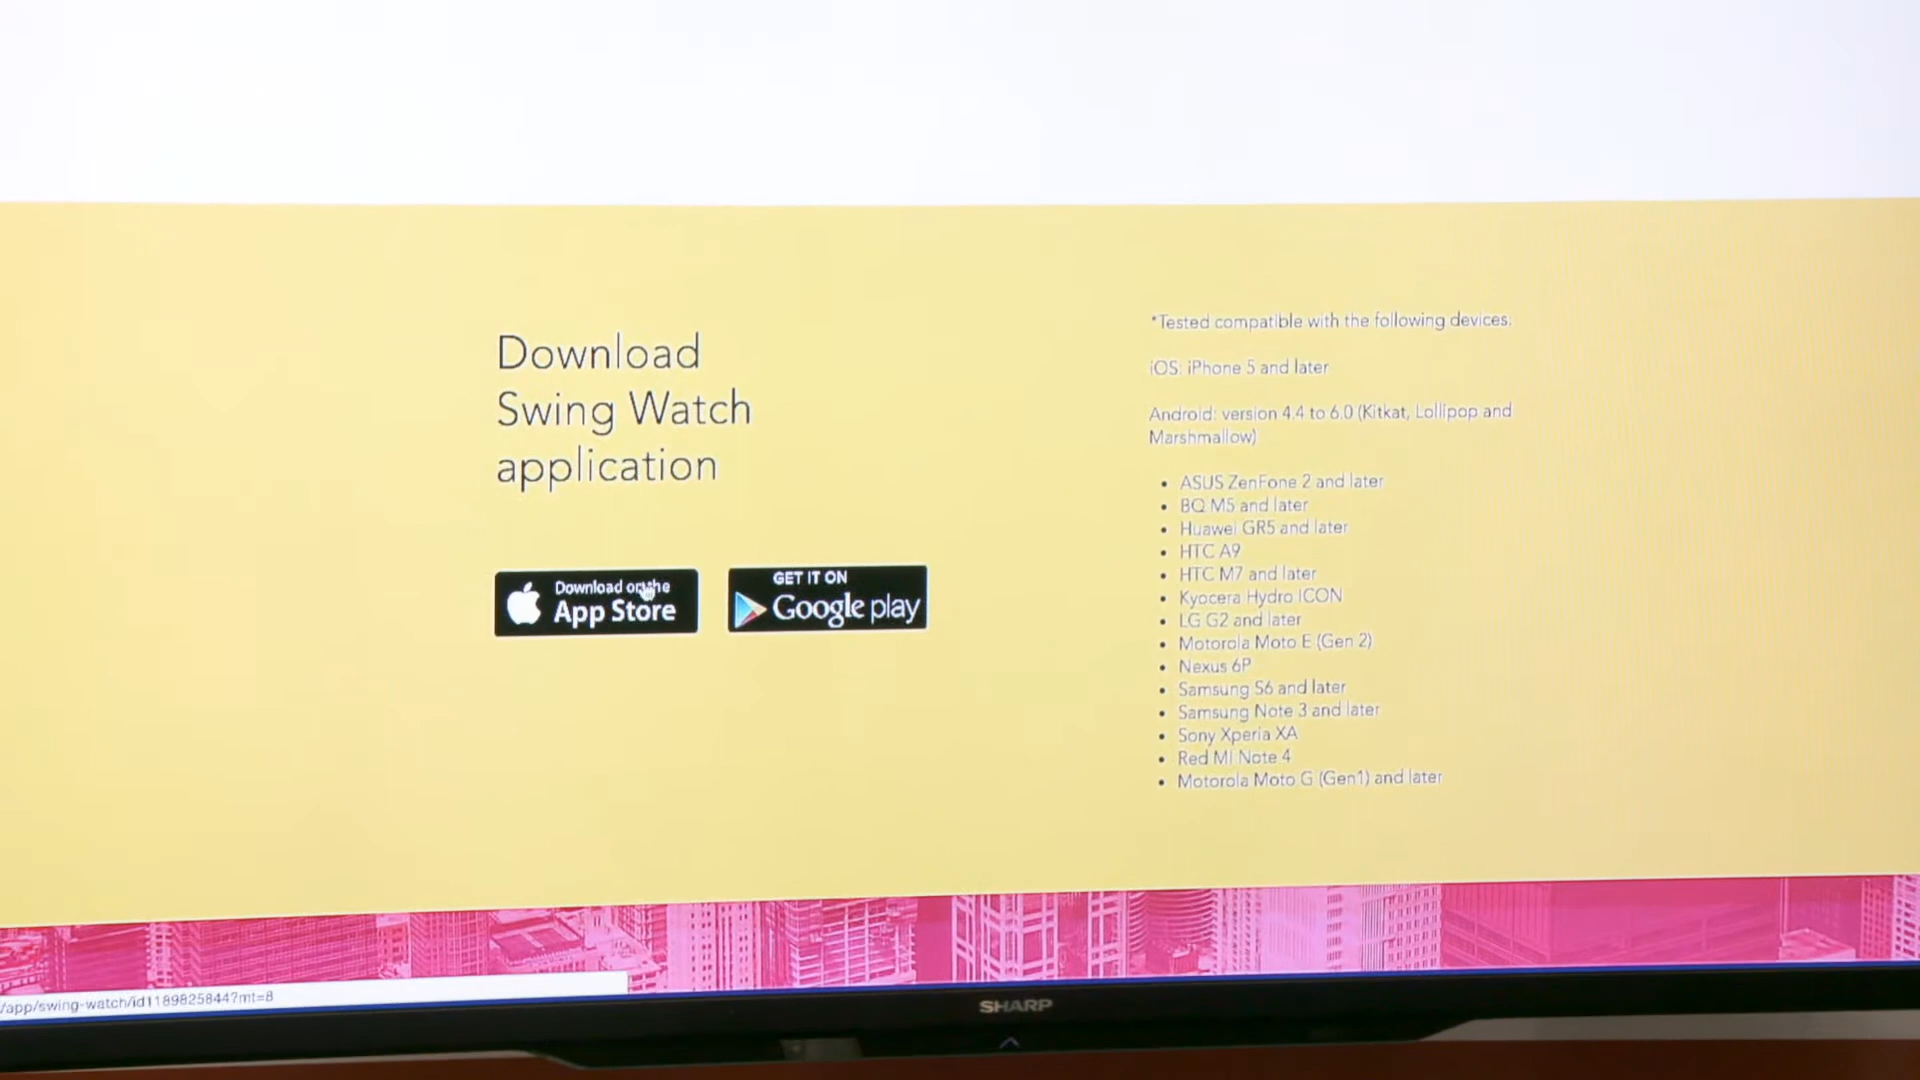 Download
Swing Watch
application
Download on the
App Store
GET IT ON
Google play
*Tested compatible with the following devices:
iOS: iPhone 5 and later
Android: version 4.4 to 6.0 (Kitkat, Lollipop and
Marshmallow)
• ASUS ZenFone 2 and later
• BQ M5 and later
• Huawei GR5 and later
• HTC A9
• HTC M7 and later
• Kyocera Hydro ICON
• LG G2 and later
• Motorola Moto E (Gen 2)
• Nexus 6P
• Samsung S6 and later
• Samsung Note 3 and later
• Sony Xperia XA
• Red MI Note 4
• Motorola Moto G (Gen1) and later
/app/swing-watch/id1189825844?mt=8
SHARP